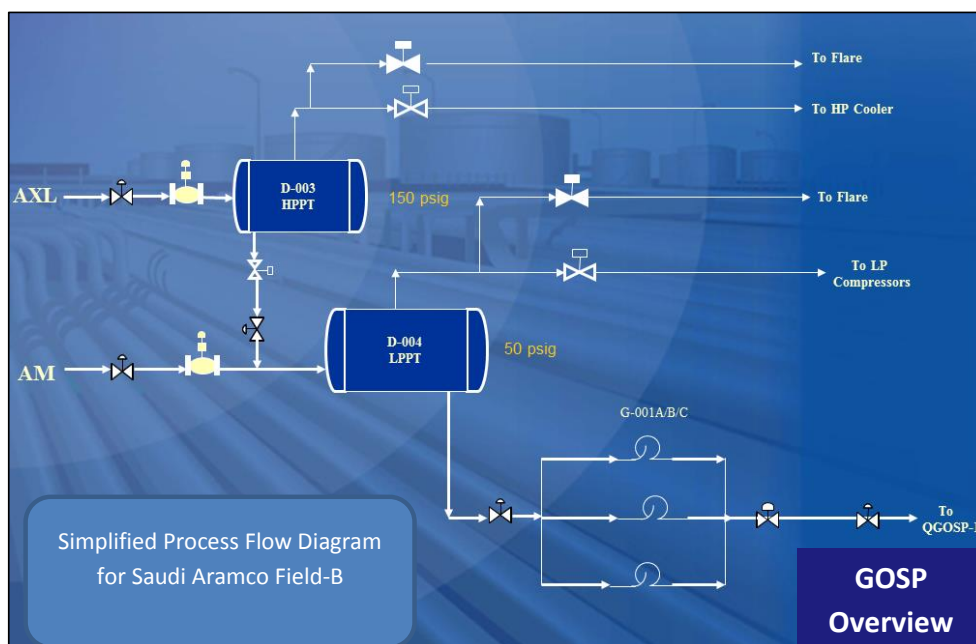 To Flare
To HP Cooler
AXL
D-003
HPPT
150 psig
To Flare
To LP
Compressors
D-004
LPPT
50 psig
AM
G-001A/B/C
To
Simplified Process Flow Diagram
for Saudi Aramco Field-B
GOSP
Overview